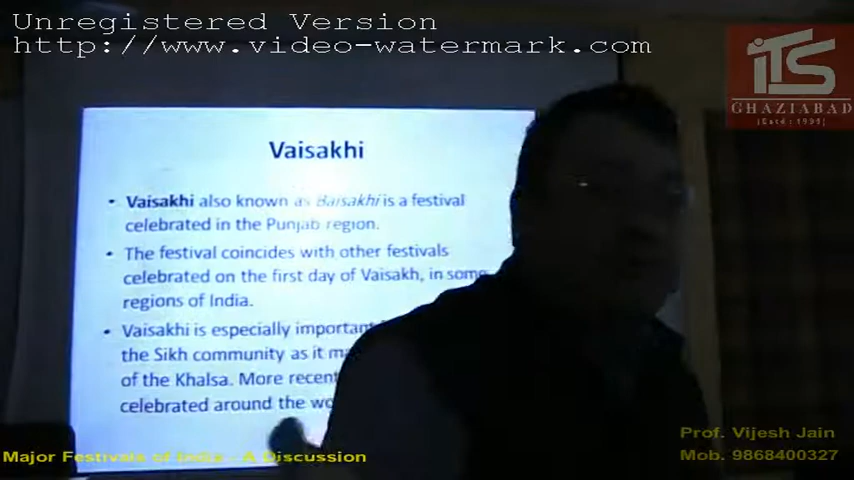 Unregistered Version
http://www.video-watermark.com
iTS
GHAZIABAD
(Estd : 1995)
Vaisakhi
• Vaisakhi also known as Baisakhi is a festival
celebrated in the Punjab region.
• The festival coincides with other festivals
celebrated on the first day of Vaisakh, in some
regions of India.
• Vaisakhi is especially important
the Sikh community as it
of the Khalsa. More recent
celebrated around the
Prof. Vijesh Jain
Major Festivals of India - A Discussion
Mob. 9868400327